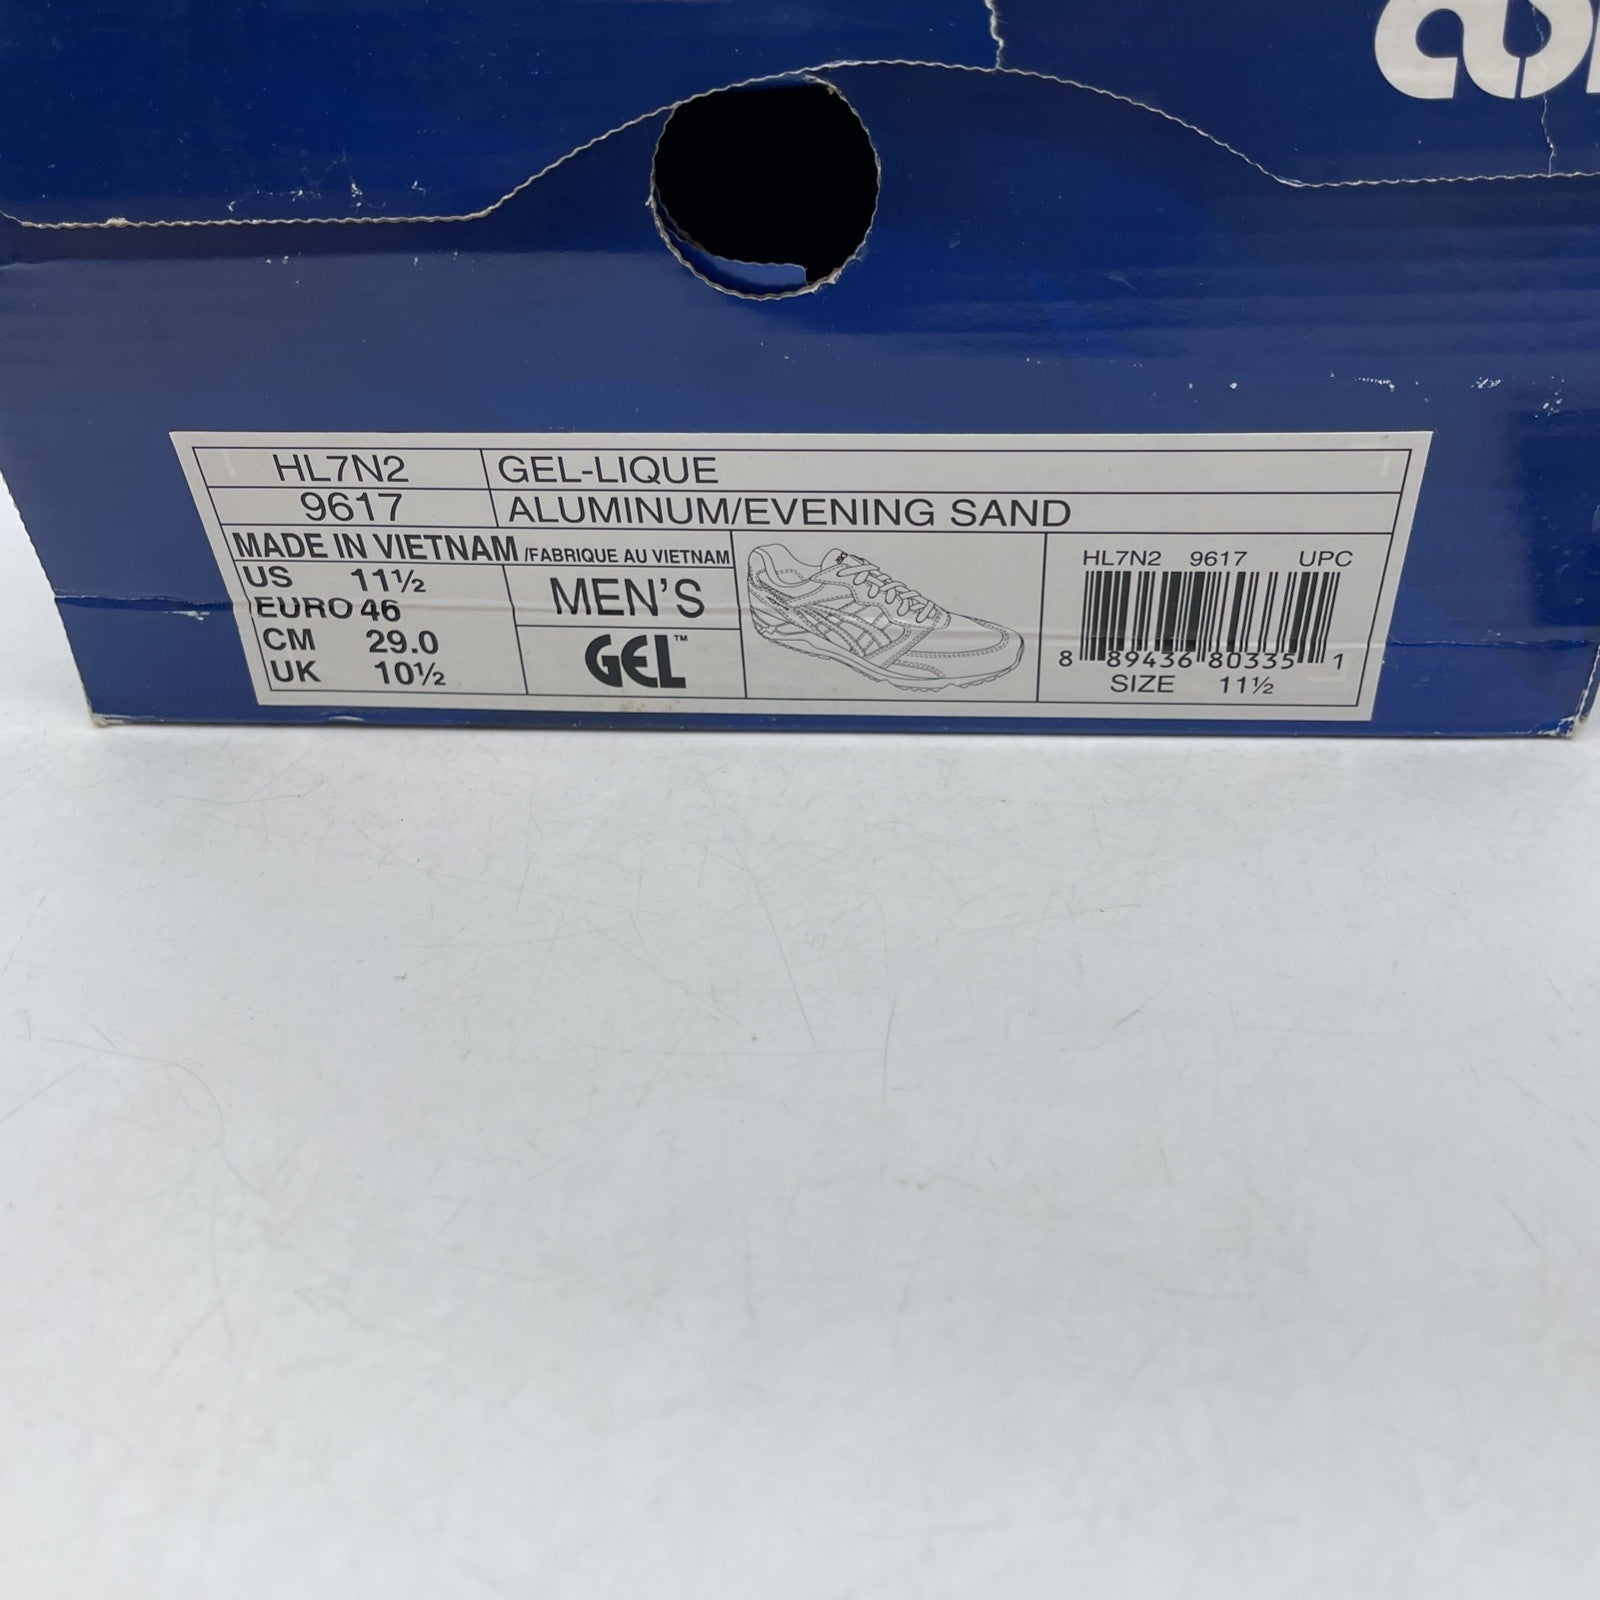 HL7N2 GEL-LIQUE
9617 ALUMINUM/EVENING SAND
MADE IN VIETNAM /FABRIQUE AU VIETNAM
US 11½
EURO 46
CM 29.0
UK 10½
MEN'S
GEL™
HL7N2 9617 UPC
8 89436 80335 1
SIZE 11½